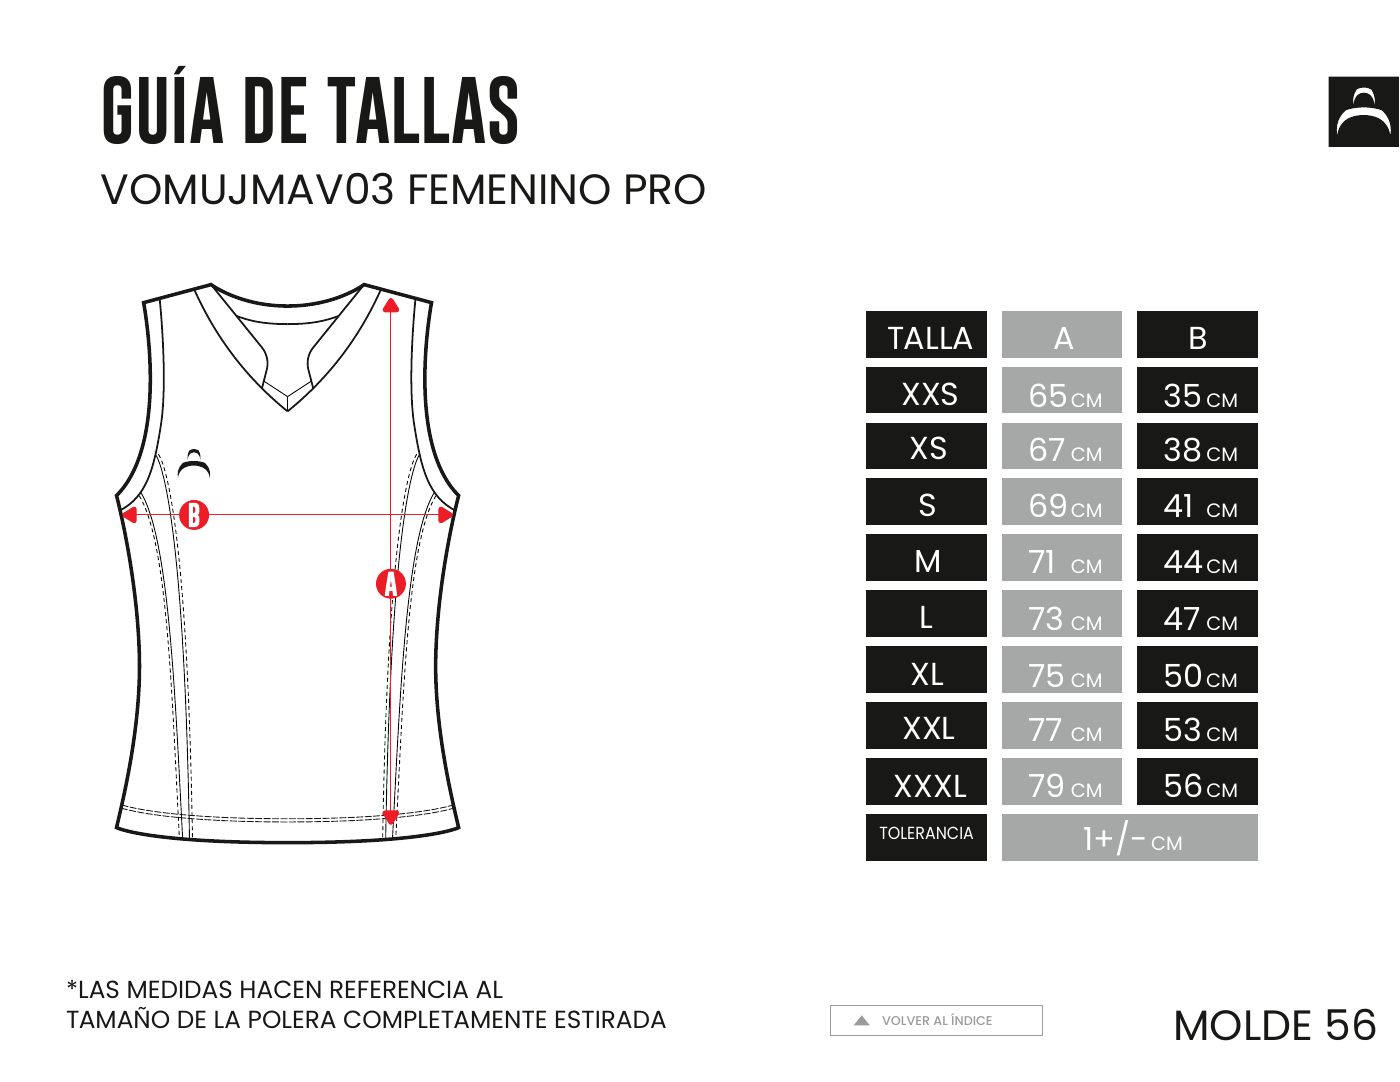 GUÍA DE TALLAS
VOMUJMAV03 FEMENINO PRO
B
A
TALLA A B
XXS 65 CM 35 CM
XS 67 CM 38 CM
S 69 CM 41 CM
M 71 CM 44 CM
L 73 CM 47 CM
XL 75 CM 50 CM
XXL 77 CM 53 CM
XXXL 79 CM 56 CM
TOLERANCIA 1+/- CM
*LAS MEDIDAS HACEN REFERENCIA AL
TAMAÑO DE LA POLERA COMPLETAMENTE ESTIRADA
VOLVER AL ÍNDICE
MOLDE 56